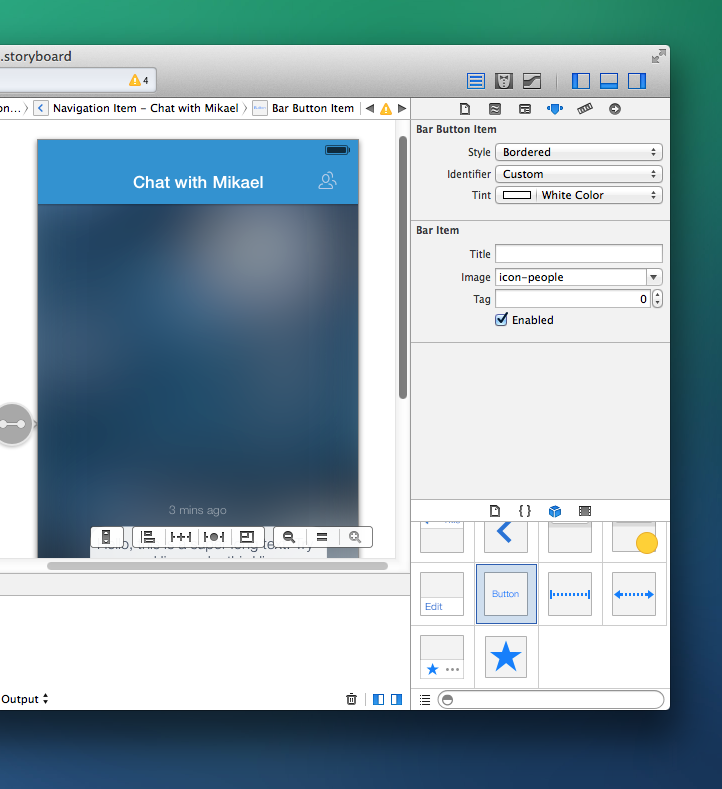 .storyboard
4
on... Navigation Item – Chat with Mikael Bar Button Item
Bar Button Item
Style Bordered
Identifier Custom
Tint White Color
Bar Item
Title
Image icon-people
Tag 0
Enabled
Chat with Mikael
3 mins ago
Hello, this is a super long text. Try
Edit
Button
Output